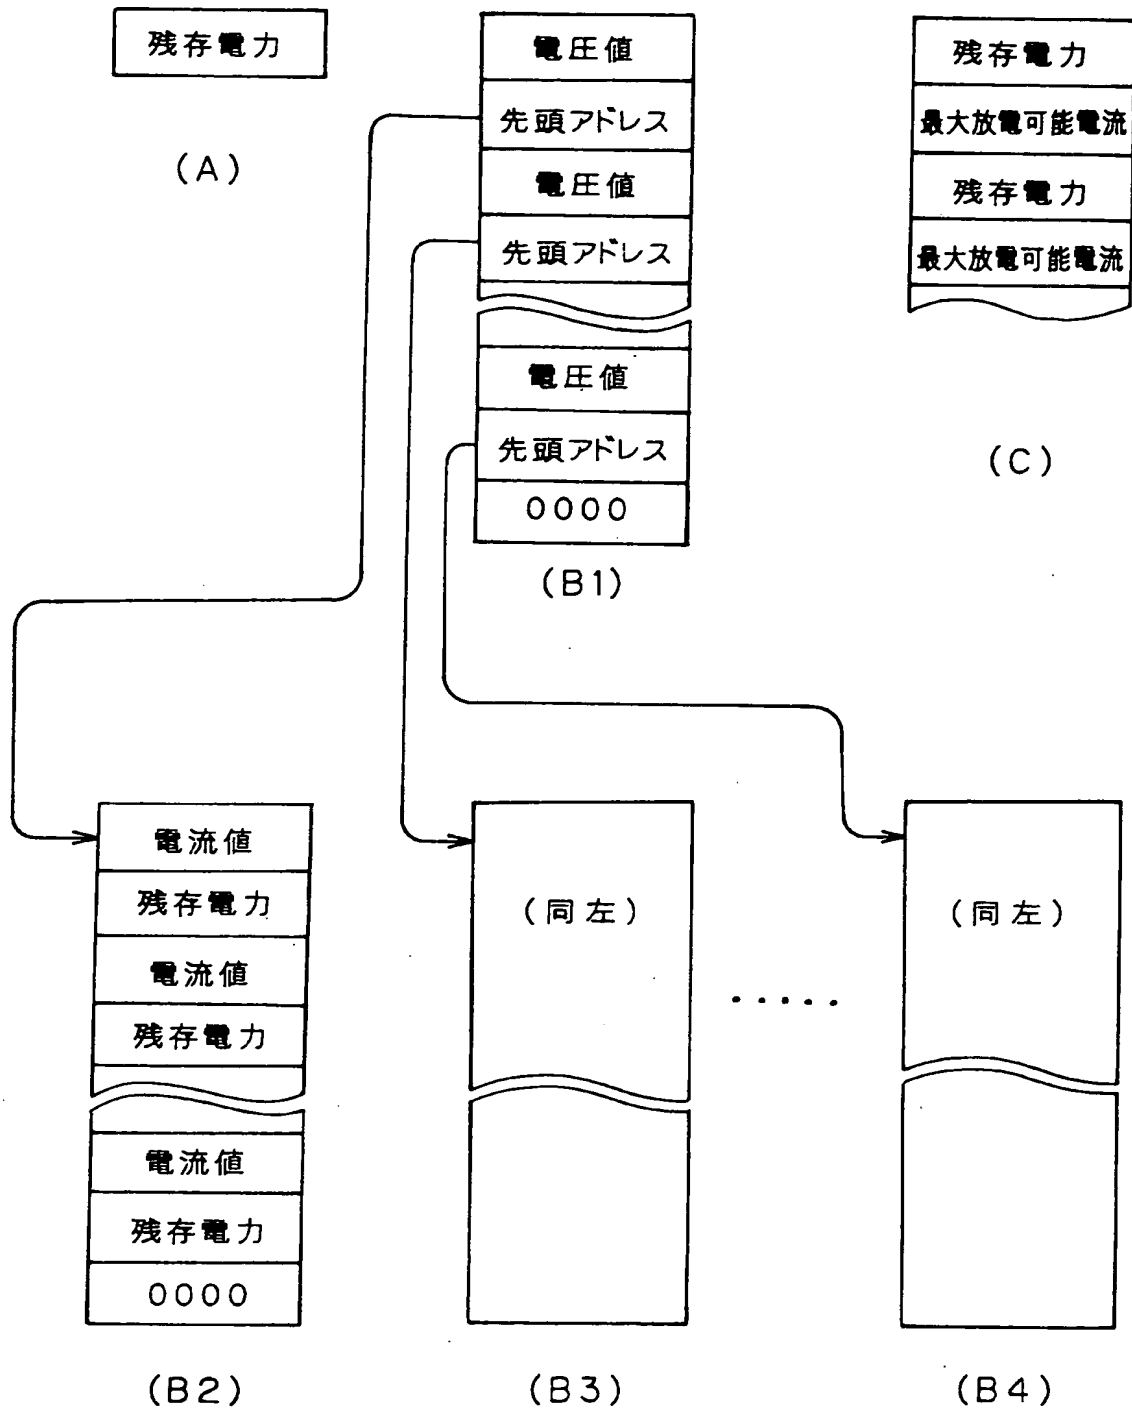 残存電力
(A)
電圧値
先頭アドレス
電圧値
先頭アドレス
電圧値
先頭アドレス
0000
(B1)
残存電力
最大放電可能電流
残存電力
最大放電可能電流
(C)
電流値
残存電力
電流値
残存電力
電流値
残存電力
0000
(B2)
(同左)
(B3)
.....
(同左)
(B4)